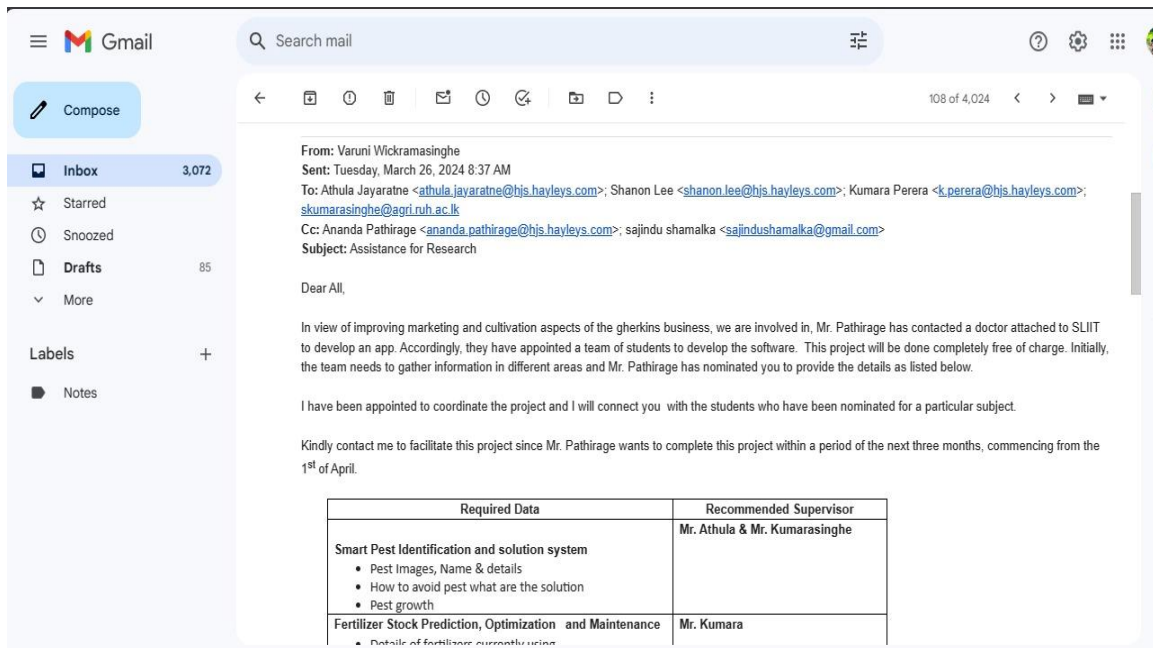 Gmail
Search mail
Compose
108 of 4,024
Inbox 3,072
Starred
Snoozed
Drafts 85
More
Labels
Notes
From: Varuni Wickramasinghe
Sent: Tuesday, March 26, 2024 8:37 AM
To: Athula Jayaratne <athula.jayaratne@hjs.hayleys.com>; Shanon Lee <shanon.lee@hjs.hayleys.com>; Kumara Perera <k.perera@hjs.hayleys.com>;
skumarasinghe@agri.ruh.ac.lk
Cc: Ananda Pathirage <ananda.pathirage@hjs.hayleys.com>; sajindu shamalka <sajindushamalka@gmail.com>
Subject: Assistance for Research
Dear All,
In view of improving marketing and cultivation aspects of the gherkins business, we are involved in, Mr. Pathirage has contacted a doctor attached to SLIIT
to develop an app. Accordingly, they have appointed a team of students to develop the software. This project will be done completely free of charge. Initially,
the team needs to gather information in different areas and Mr. Pathirage has nominated you to provide the details as listed below.
I have been appointed to coordinate the project and I will connect you with the students who have been nominated for a particular subject.
Kindly contact me to facilitate this project since Mr. Pathirage wants to complete this project within a period of the next three months, commencing from the
1st of April.
Required Data Recommended Supervisor
Mr. Athula & Mr. Kumarasinghe
Smart Pest Identification and solution system
• Pest Images, Name & details
• How to avoid pest what are the solution
• Pest growth
Fertilizer Stock Prediction, Optimization and Maintenance Mr. Kumara
• Details of fertilizers currently using